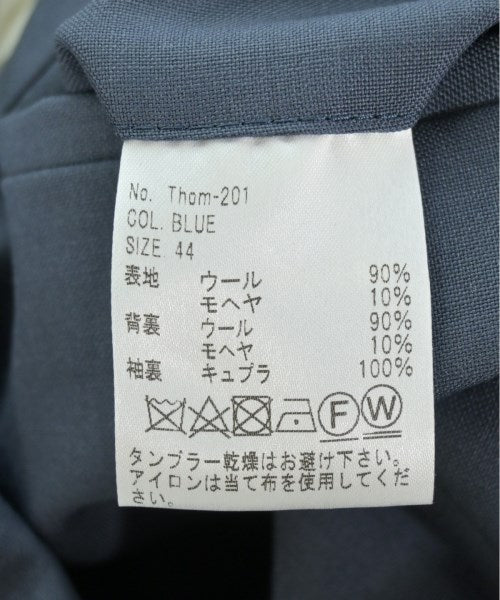 No. Thom-201
COL. BLUE
SIZE 44
表地 ウール 90%
モヘヤ 10%
背裏 ウール 90%
モヘヤ 10%
袖裏 キュプラ 100%
F W
タンブラー乾燥はお避け下さい。
アイロンは当て布を使用してくだ
さい。